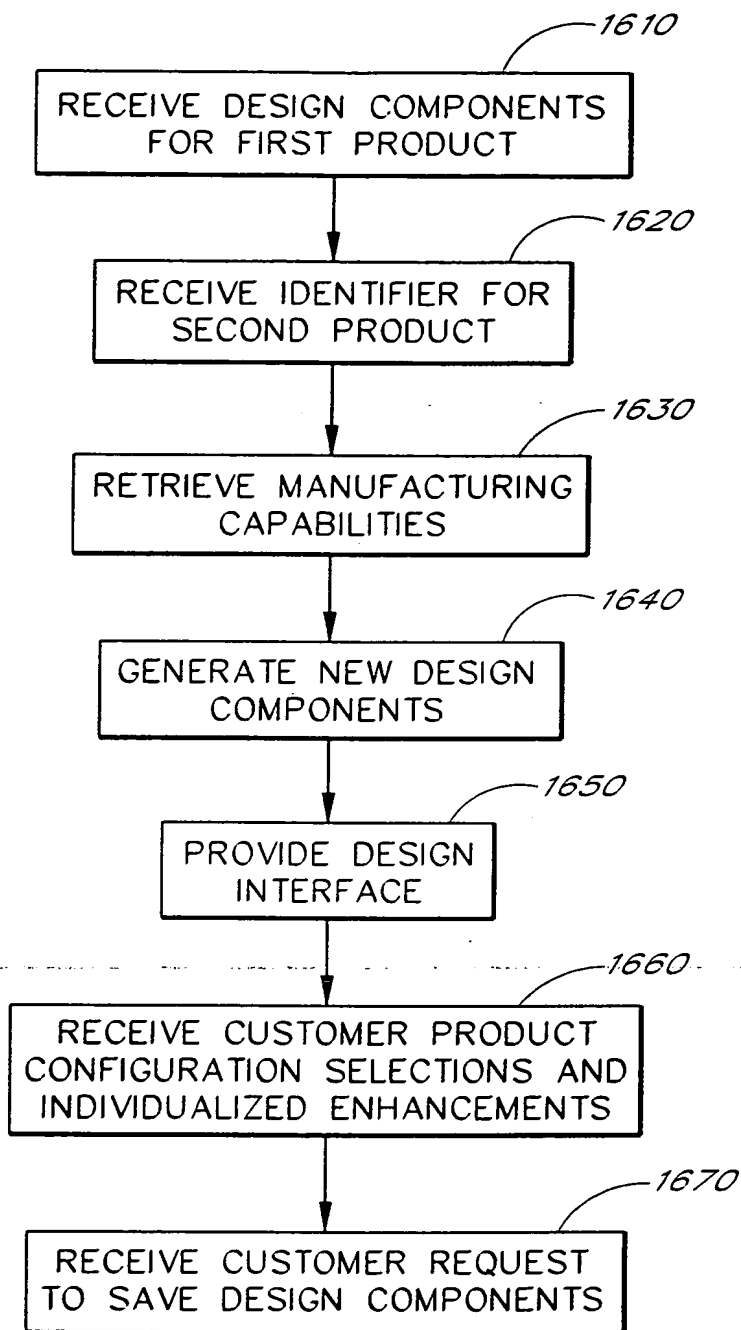 1610
RECEIVE DESIGN COMPONENTS
FOR FIRST PRODUCT
1620
RECEIVE IDENTIFIER FOR
SECOND PRODUCT
1630
RETRIEVE MANUFACTURING
CAPABILITIES
1640
GENERATE NEW DESIGN
COMPONENTS
1650
PROVIDE DESIGN
INTERFACE
1660
RECEIVE CUSTOMER PRODUCT
CONFIGURATION SELECTIONS AND
INDIVIDUALIZED ENHANCEMENTS
1670
RECEIVE CUSTOMER REQUEST
TO SAVE DESIGN COMPONENTS